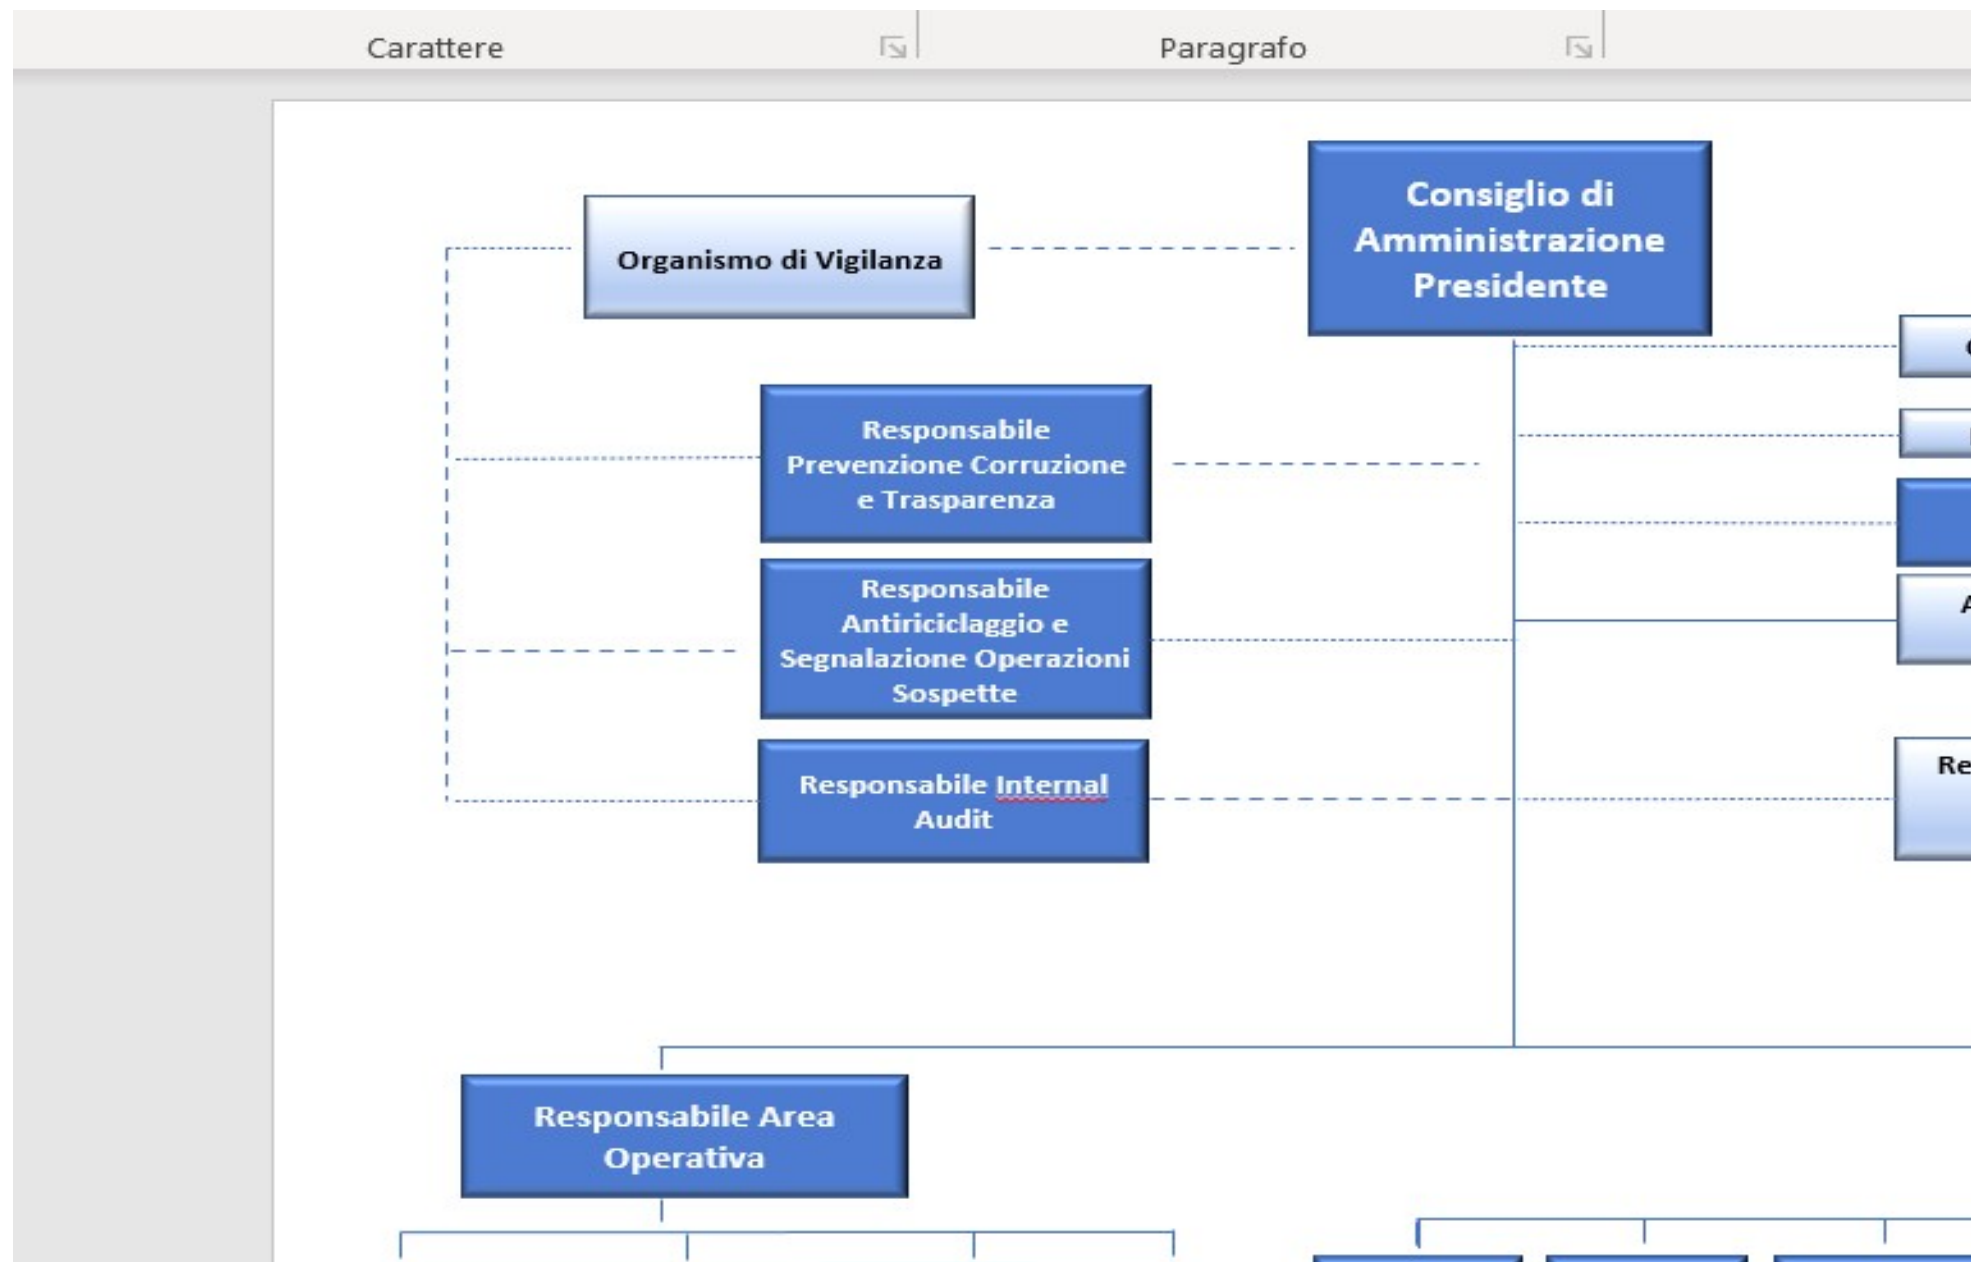 Carattere
Paragrafo
Consiglio di
Amministrazione
Presidente
Organismo di Vigilanza
Responsabile
Prevenzione Corruzione
e Trasparenza
Responsabile
Antiriciclaggio e
Segnalazione Operazioni
Sospette
Responsabile Internal
Audit
Responsabile Area
Operativa